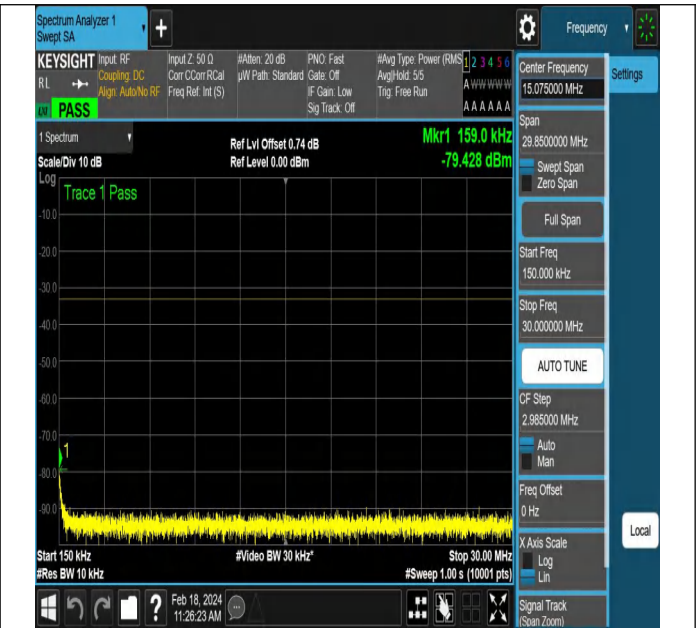 Spectrum Analyzer 1
Swept SA
+
Frequency
KEYSIGHT
Input: RF
Coupling: DC
Align: Auto/No RF
Input Z: 50 Ω
Corr CCorr RCal
Freq Ref: Int (S)
#Atten: 20 dB
µW Path: Standard
PNO: Fast
Gate: Off
IF Gain: Low
Sig Track: Off
#Avg Type: Power (RMS
Avg|Hold: 5/5
Trig: Free Run
1 2 3 4 5 6
A W W W W W
A A A A A A
RL
PASS
1 Spectrum
Scale/Div 10 dB
Ref Lvl Offset 0.74 dB
Ref Level 0.00 dBm
Mkr1 159.0 kHz
-79.428 dBm
Log
Trace 1 Pass
-10.0
-20.0
-30.0
-40.0
-50.0
-60.0
-70.0
-80.0
-90.0
1
Start 150 kHz
#Res BW 10 kHz
#Video BW 30 kHz*
Stop 30.00 MHz
#Sweep 1.00 s (10001 pts)
Feb 18, 2024
11:26:23 AM
?
Settings
Center Frequency
15.075000 MHz
Span
29.8500000 MHz
Swept Span
Zero Span
Full Span
Start Freq
150.000 kHz
Stop Freq
30.000000 MHz
AUTO TUNE
CF Step
2.985000 MHz
Auto
Man
Freq Offset
0 Hz
X Axis Scale
Log
Lin
Signal Track
(Span Zoom)
Local